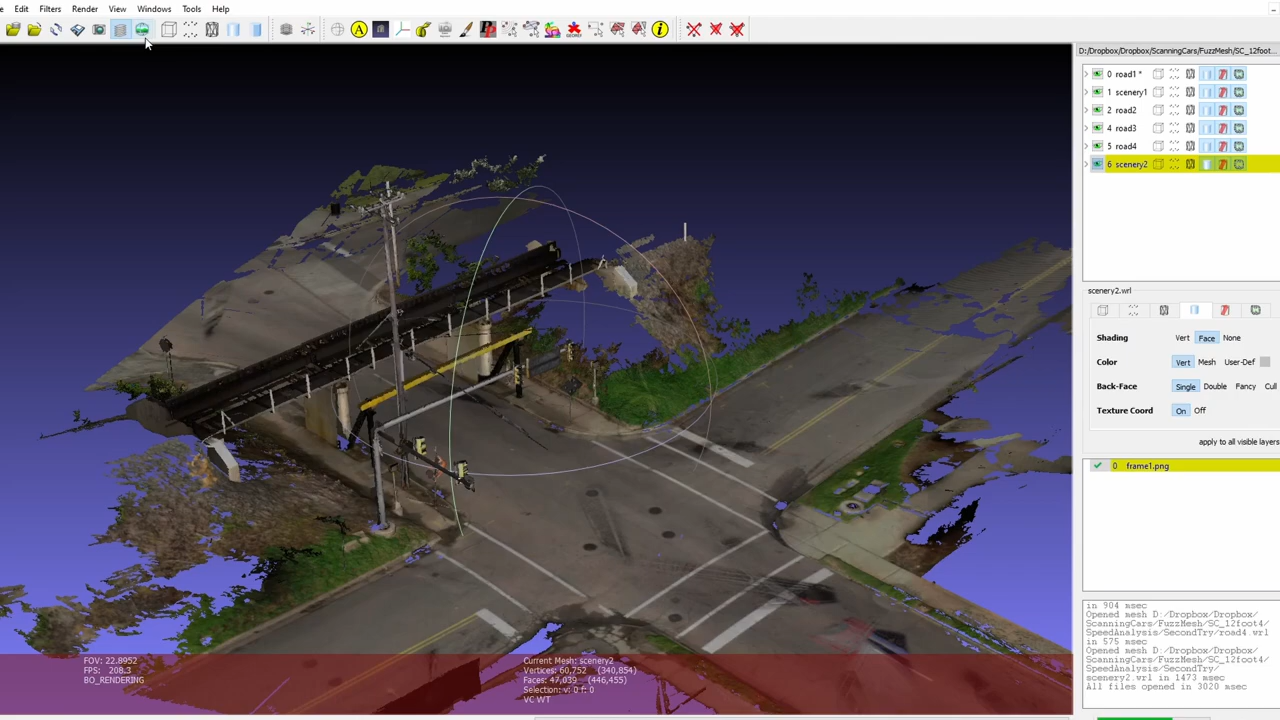 Edit Filters Render View Windows Tools Help
D:/Dropbox/Dropbox/ScanningCars/FuzzMesh/SC_12foot...
0 road1 *
1 scenery1
2 road2
4 road3
5 road4
6 scenery2
scenery2.wrl
Shading Vert Face None
Color Vert Mesh User-Def
Back-Face Single Double Fancy Cull
Texture Coord On Off
apply to all visible layers
0 frame1.png
in 904 msec
Opened mesh D:/Dropbox/Dropbox/
ScanningCars/FuzzMesh/SC_12foot4/
SpeedAnalysis/SecondTry/road4.wrl
in 575 msec
Opened mesh D:/Dropbox/Dropbox/
ScanningCars/FuzzMesh/SC_12foot4/
SpeedAnalysis/SecondTry/
scenery2.wrl in 1473 msec
All files opened in 3020 msec
FOV: 22.8952
FPS: 208.3
BO_RENDERING
Current Mesh: scenery2
Vertices: 60,752 (340,854)
Faces: 47,039 (446,455)
Selection: v: 0 f: 0
VC WT